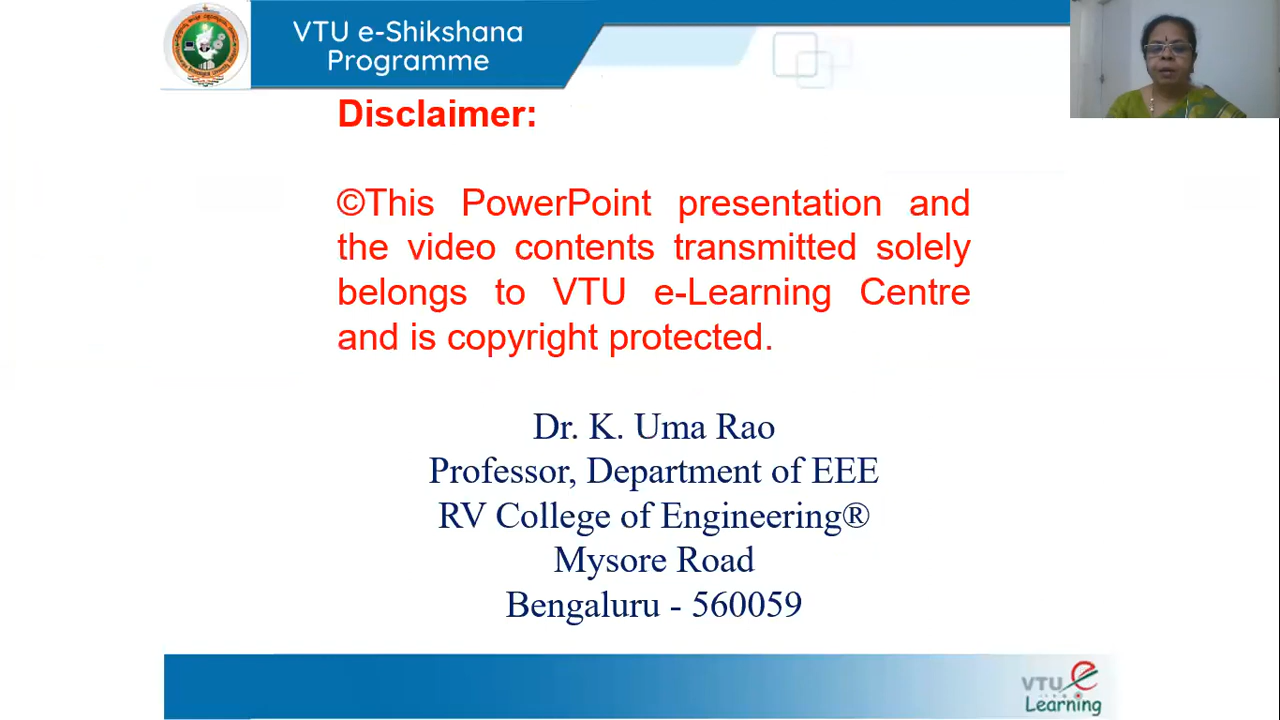 VTU e-Shikshana
Programme
Disclaimer:
©This PowerPoint presentation and
the video contents transmitted solely
belongs to VTU e-Learning Centre
and is copyright protected.
Dr. K. Uma Rao
Professor, Department of EEE
RV College of Engineering®
Mysore Road
Bengaluru - 560059
VTU e
Learning